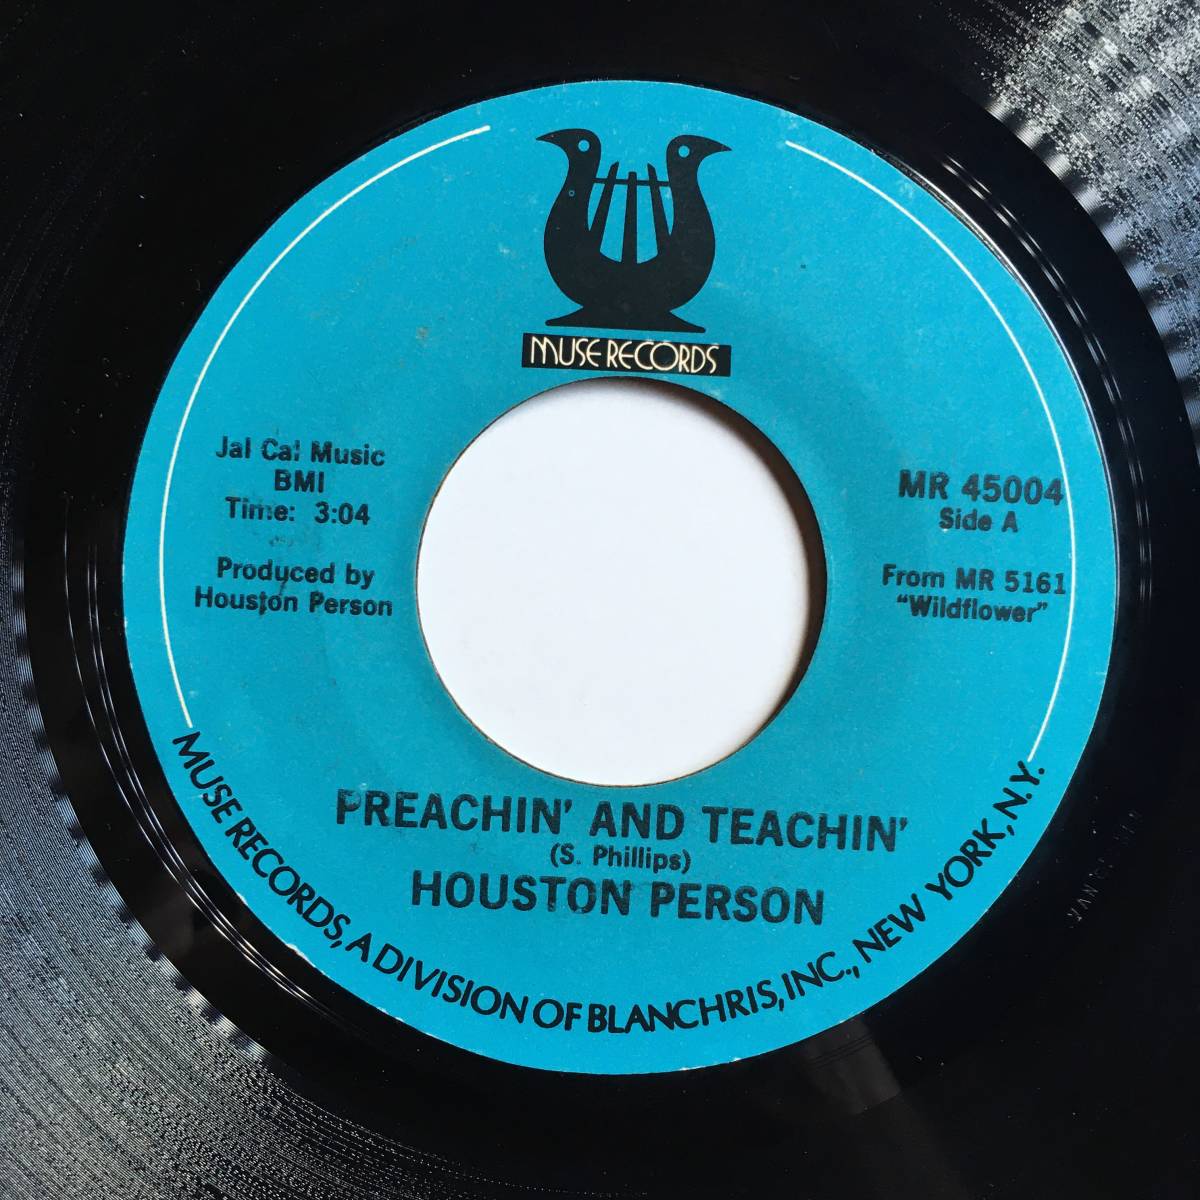 MUSE RECORDS
Jal Cal Music
BMI
Time: 3:04
Produced by
Houston Person
MR 45004
Side A
From MR 5161
"Wildflower"
PREACHIN' AND TEACHIN'
(S. Phillips)
HOUSTON PERSON
MUSE RECORDS, A DIVISION OF BLANCHRIS, INC., NEW YORK, N.Y.